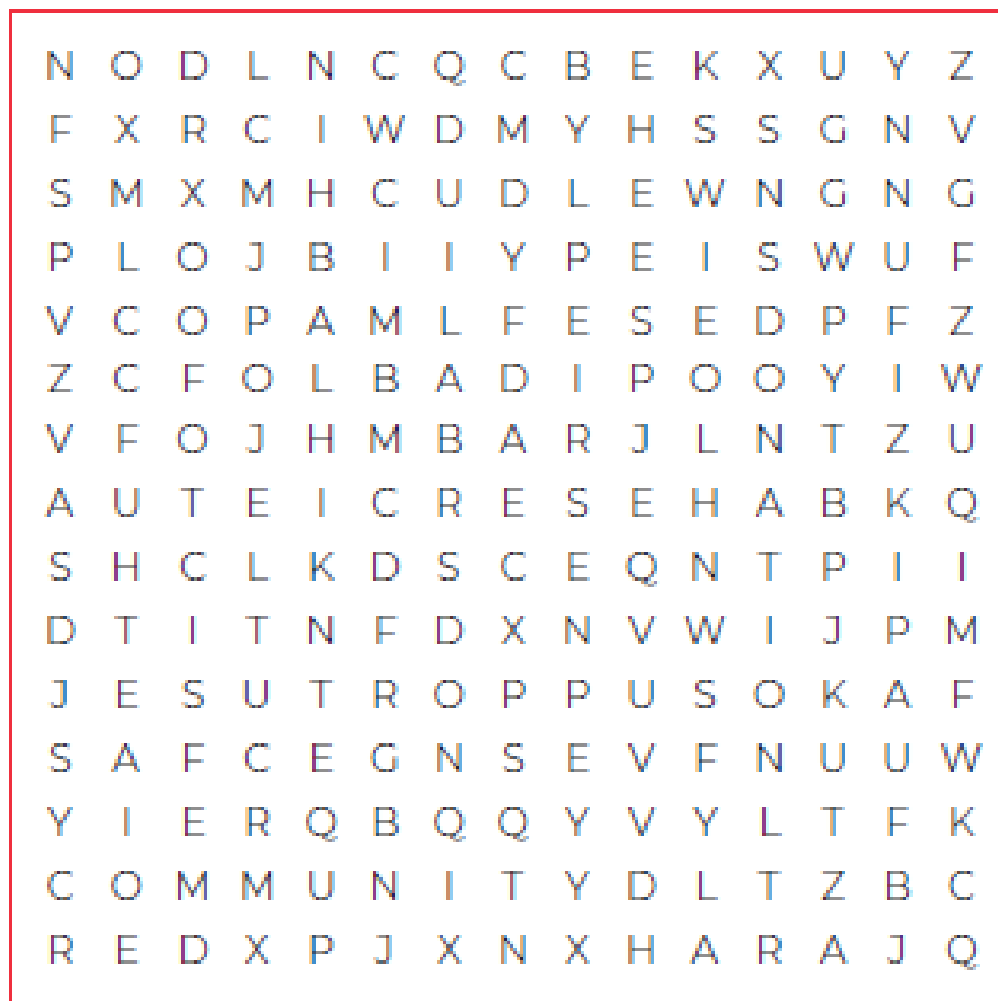 N O D L N C Q C B E K X U Y Z
F X R C I W D M Y H S S G N V
S M X M H C U D L E W N G N G
P L O J B I I Y P E I S W U F
V C O P A M L F E S E D P F Z
Z C F O L B A D I P O O Y I W
V F O J H M B A R J L N T Z U
A U T E I C R E S E H A B K Q
S H C L K D S C E Q N T P I I
D T I T N F D X N V W I J P M
J E S U T R O P P U S O K A F
S A F C E G N S E V F N U U W
Y I E R Q B Q Q Y V Y L T F K
C O M M U N I T Y D L T Z B C
R E D X P J X N X H A R A J Q